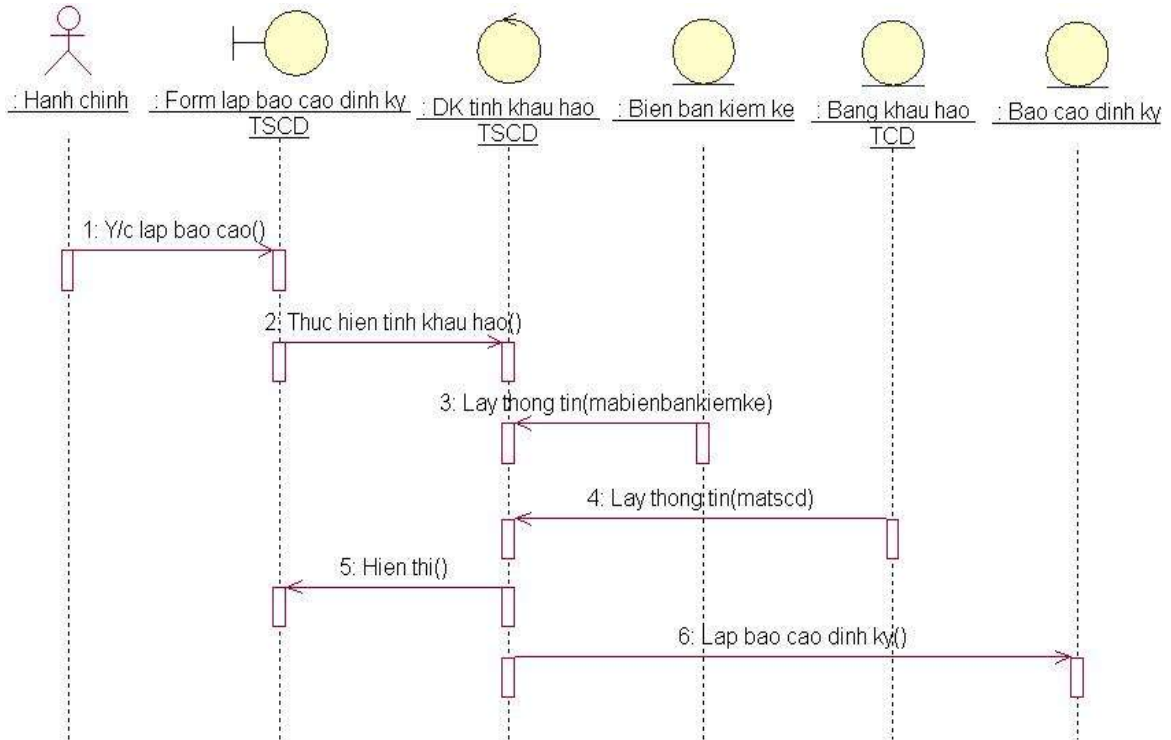 : Hanh chinh
: Form lap bao cao dinh ky
TSCD
: DK tinh khau hao
TSCD
: Bien ban kiem ke
: Bang khau hao
TCD
: Bao cao dinh ky
1: Y/c lap bao cao()
2: Thuc hien tinh khau hao()
3: Lay thong tin(mabienbankiemke)
4: Lay thong tin(matscd)
5: Hien thi()
6: Lap bao cao dinh ky()